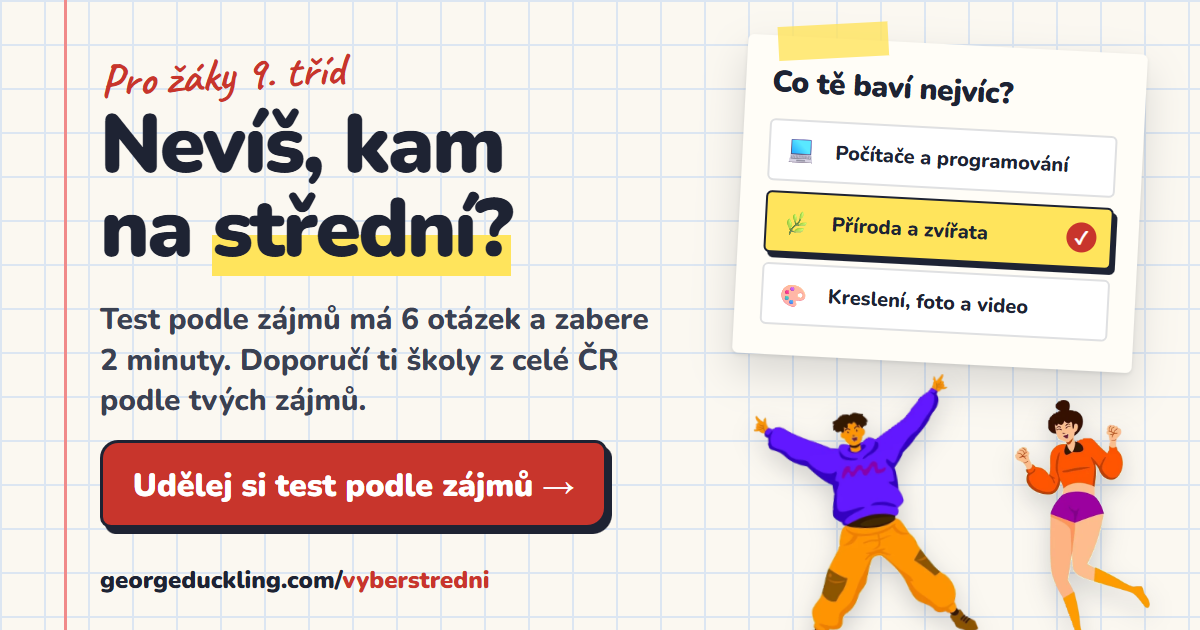 Pro žáky 9. tříd
Nevíš, kam
na střední?
Test podle zájmů má 6 otázek a zabere
2 minuty. Doporučí ti školy z celé ČR
podle tvých zájmů.
Udělej si test podle zájmů →
georgeduckling.com/vyberstredni
Co tě baví nejvíc?
Počítače a programování
Příroda a zvířata
Kreslení, foto a video